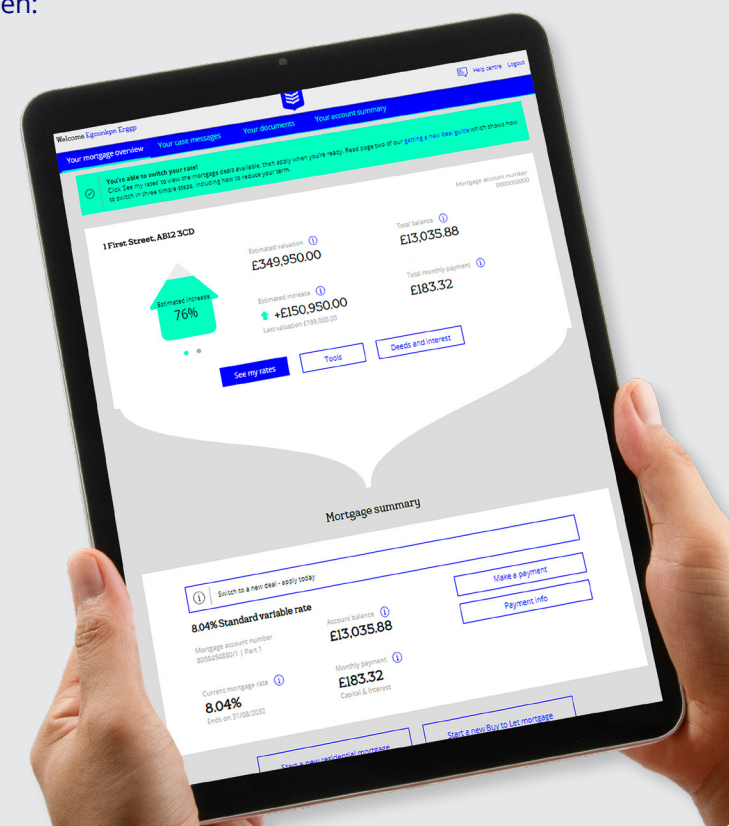 en:
Welcome Egconkpn Erggp
Help centre Logout
Your mortgage overview Your case messages Your documents Your account summary
You're able to switch your rate!
Click 'See my rates' to view the mortgage deals available, then apply when you're ready. Read page two of our getting a new deal guide which shows how
to switch in three simple steps, including how to reduce your term.
Mortgage account number
0000000000
1 First Street, AB12 3CD
Estimated valuation
£349,950.00
Total balance
£13,035.88
Estimated increase
76%
Estimated increase
+£150,950.00
Last valuation £199,000.00
Total monthly payment
£183.32
See my rates
Tools
Deeds and interest
Mortgage summary
Switch to a new deal - apply today
8.04% Standard variable rate
Mortgage account number
8008494880/1 | Part 1
Account balance
£13,035.88
Make a payment
Payment info
Current mortgage rate
8.04%
Ends on 31/08/2032
Monthly payment
£183.32
Capital & Interest
Start a new residential mortgage
Start a new Buy to Let mortgage